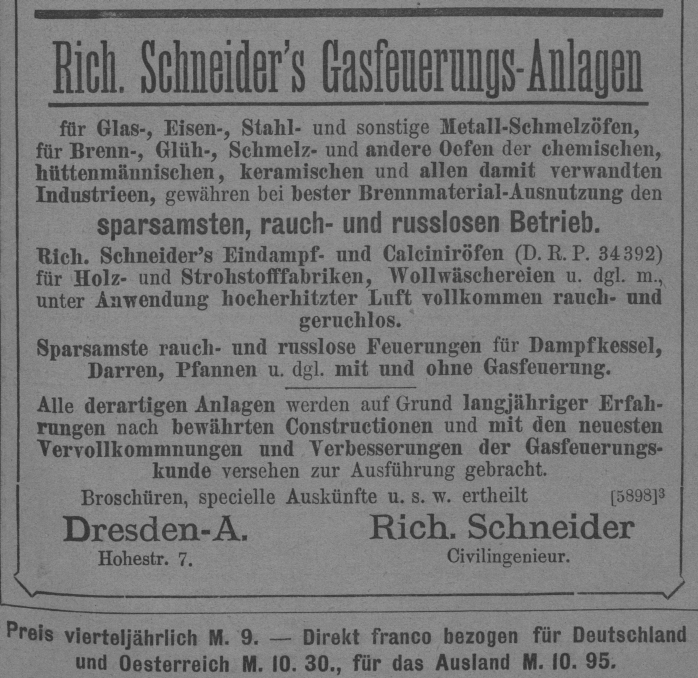 Rich. Schneider's Gasfeuerungs-Anlagen
für Glas-, Eisen-, Stahl- und sonstige Metall-Schmelzöfen,
für Brenn-, Glüh-, Schmelz- und andere Oefen der chemischen,
hüttenmännischen, keramischen und allen damit verwandten
Industrieen, gewähren bei bester Brennmaterial-Ausnutzung den
sparsamsten, rauch- und russlosen Betrieb.
Rich. Schneider's Eindampf- und Calciniröfen (D. R. P. 34392)
für Holz- und Strohstofffabriken, Wollwäschereien u. dgl. m.,
unter Anwendung hocherhitzter Luft vollkommen rauch- und
geruchlos.
Sparsamste rauch- und russlose Feuerungen für Dampfkessel,
Darren, Pfannen u. dgl. mit und ohne Gasfeuerung.
Alle derartigen Anlagen werden auf Grund langjähriger Erfah-
rungen nach bewährten Constructionen und mit den neuesten
Vervollkommnungen und Verbesserungen der Gasfeuerungs-
kunde versehen zur Ausführung gebracht.
Broschüren, specielle Auskünfte u. s. w. ertheilt [5898]³
Dresden-A. Rich. Schneider
Hohestr. 7. Civilingenieur.
Preis vierteljährlich M. 9. — Direkt franco bezogen für Deutschland
und Oesterreich M. 10. 30., für das Ausland M. 10. 95.